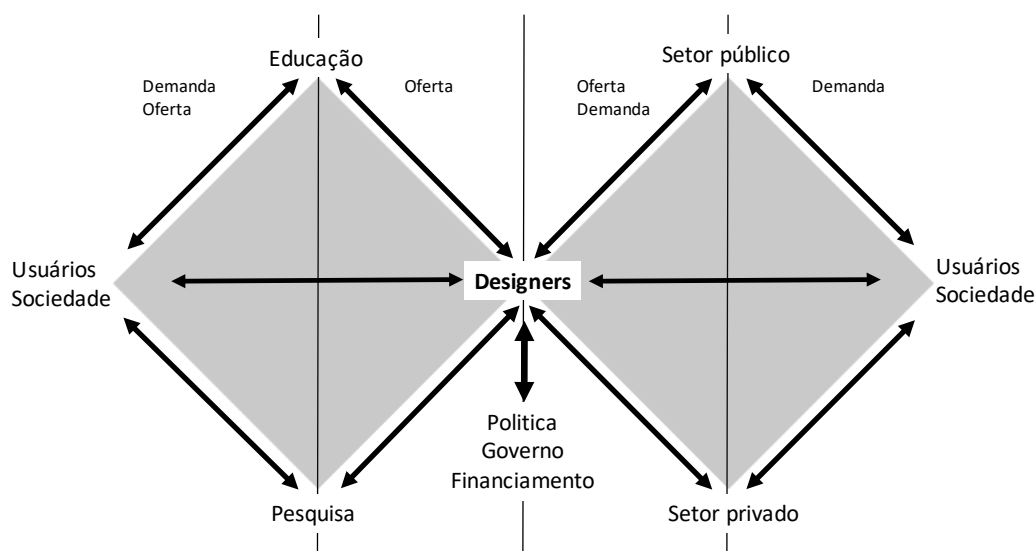 Educação
Setor público
Demanda
Oferta
Oferta
Oferta
Demanda
Demanda
Usuários
Sociedade
Designers
Usuários
Sociedade
Politica
Governo
Financiamento
Pesquisa
Setor privado